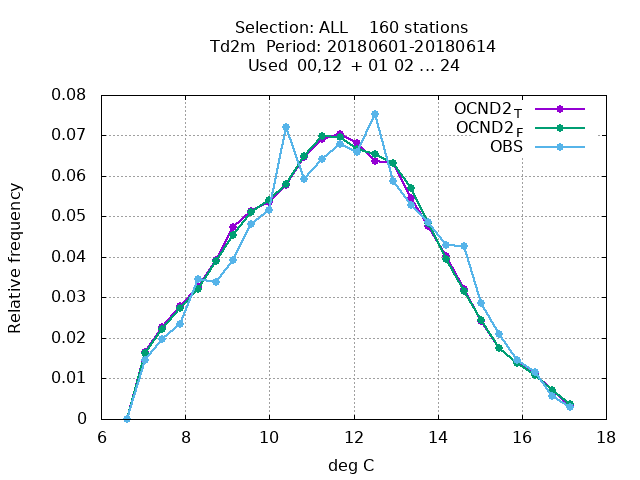 Selection: ALL    160 stations
Td2m  Period: 20180601-20180614
Used  00,12  + 01 02 ... 24
OCND2_T
OCND2_F
OBS
Relative frequency
0.08
0.07
0.06
0.05
0.04
0.03
0.02
0.01
0
6 8 10 12 14 16 18
deg C